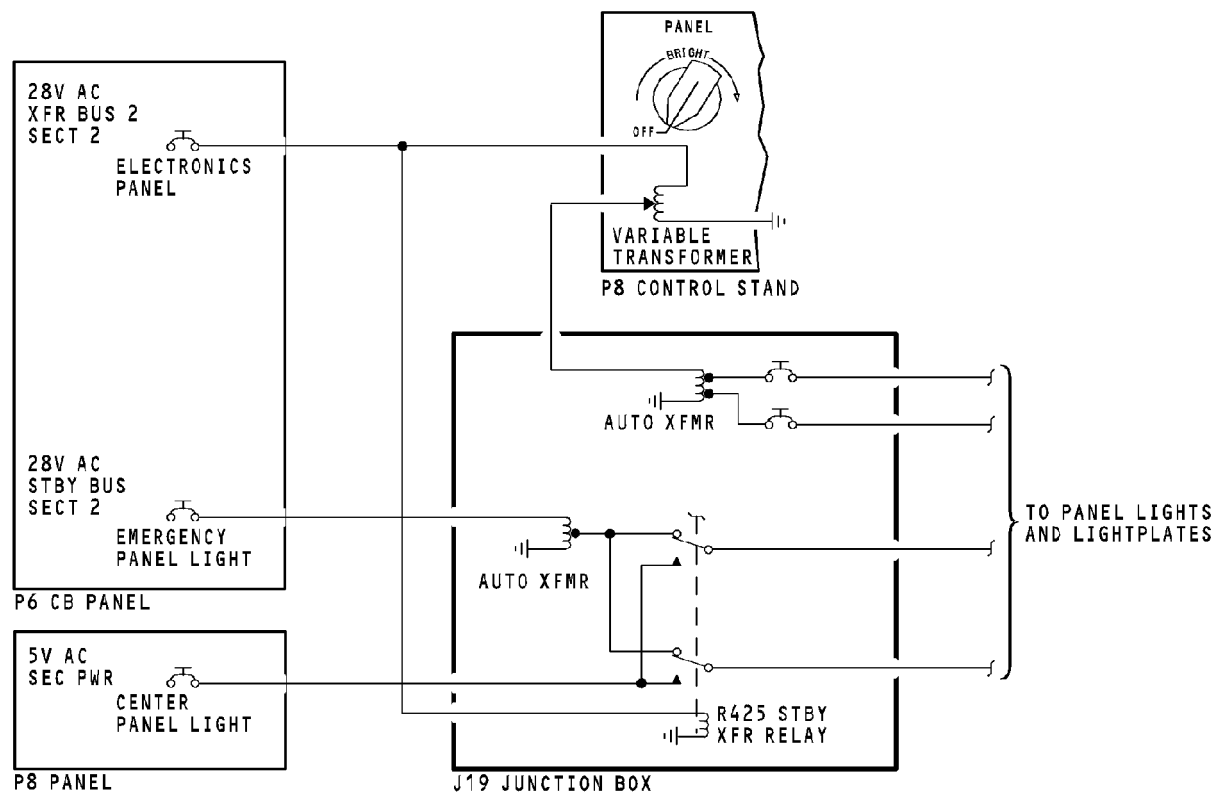 PANEL
BRIGHT
OFF
VARIABLE
TRANSFORMER
P8 CONTROL STAND
28V AC
XFR BUS 2
SECT 2
ELECTRONICS
PANEL
28V AC
STBY BUS
SECT 2
EMERGENCY
PANEL LIGHT
P6 CB PANEL
5V AC
SEC PWR
CENTER
PANEL LIGHT
P8 PANEL
AUTO XFMR
AUTO XFMR
R425 STBY
XFR RELAY
J19 JUNCTION BOX
TO PANEL LIGHTS
AND LIGHTPLATES